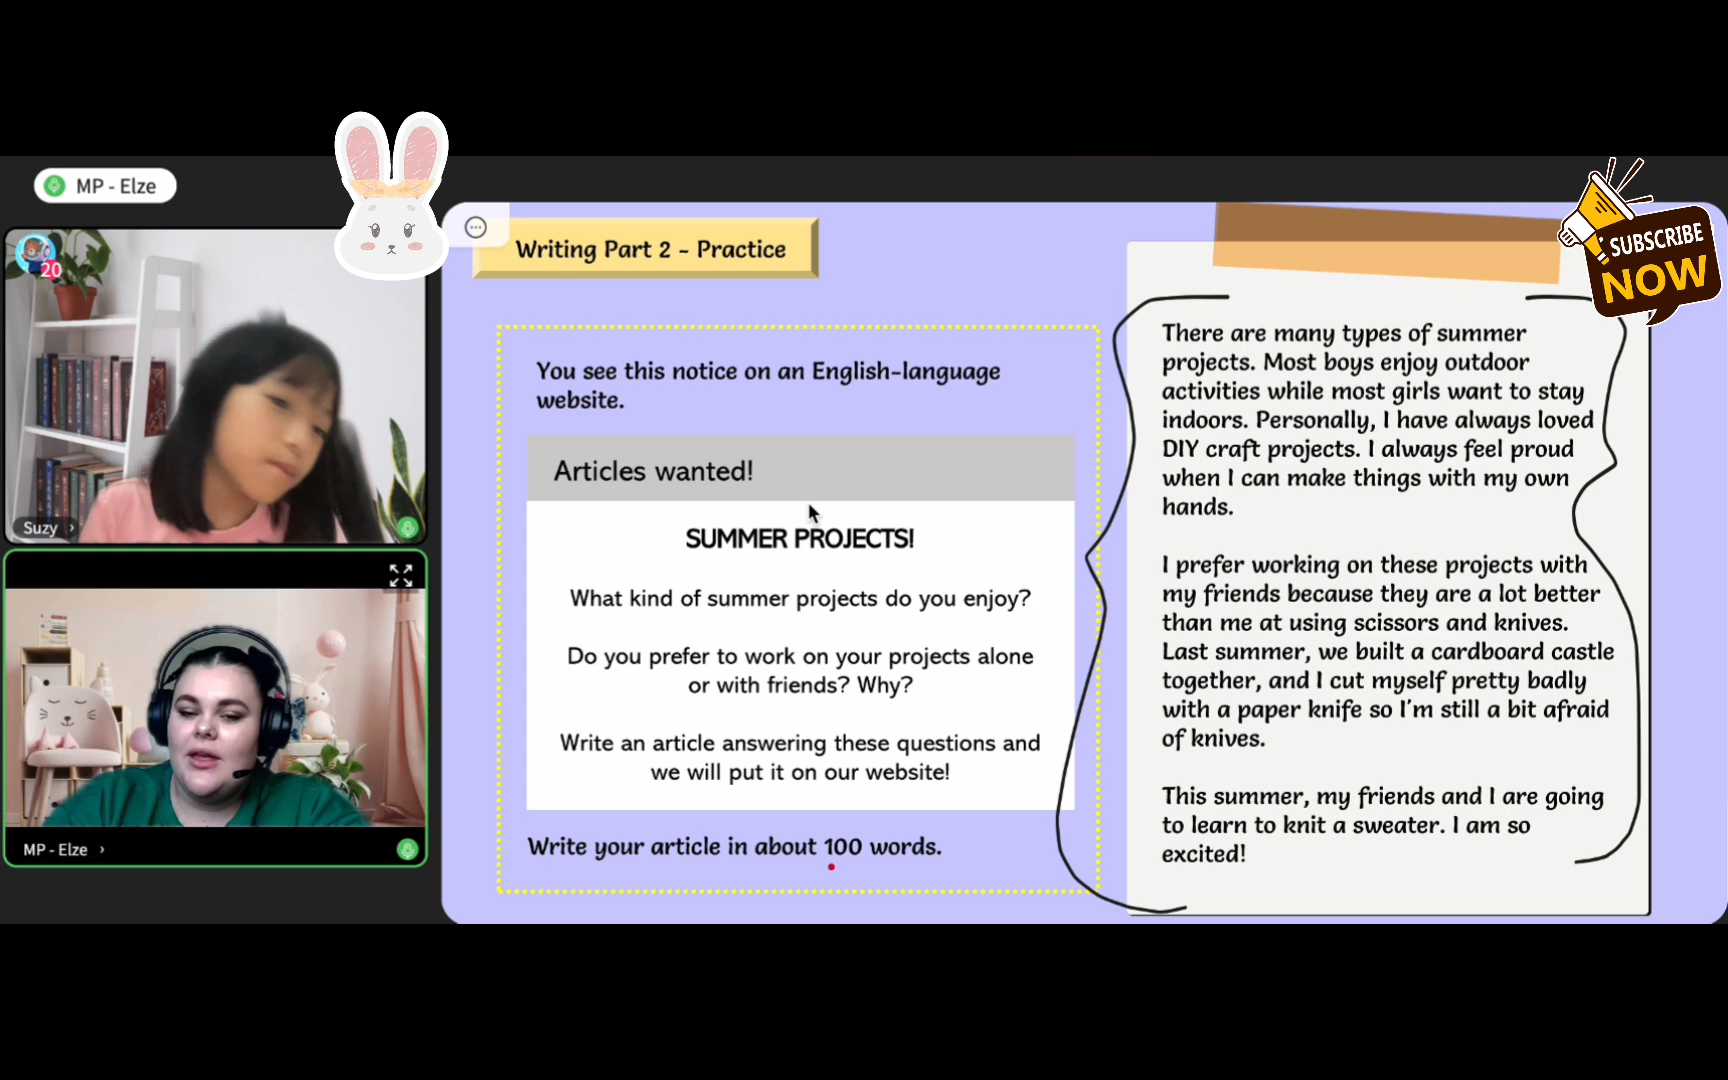 MP - Elze
20
Suzy
MP - Elze
Writing Part 2 ~ Practice
You see this notice on an English-language
website.
Articles wanted!
SUMMER PROJECTS!
What kind of summer projects do you enjoy?
Do you prefer to work on your projects alone
or with friends? Why?
Write an article answering these questions and
we will put it on our website!
Write your article in about 100 words.
SUBSCRIBE
NOW
There are many types of summer
projects. Most boys enjoy outdoor
activities while most girls want to stay
indoors. Personally, I have always loved
DIY craft projects. I always feel proud
when I can make things with my own
hands.
I prefer working on these projects with
my friends because they are a lot better
than me at using scissors and knives.
Last summer, we built a cardboard castle
together, and I cut myself pretty badly
with a paper knife so I'm still a bit afraid
of knives.
This summer, my friends and I are going
to learn to knit a sweater. I am so
excited!